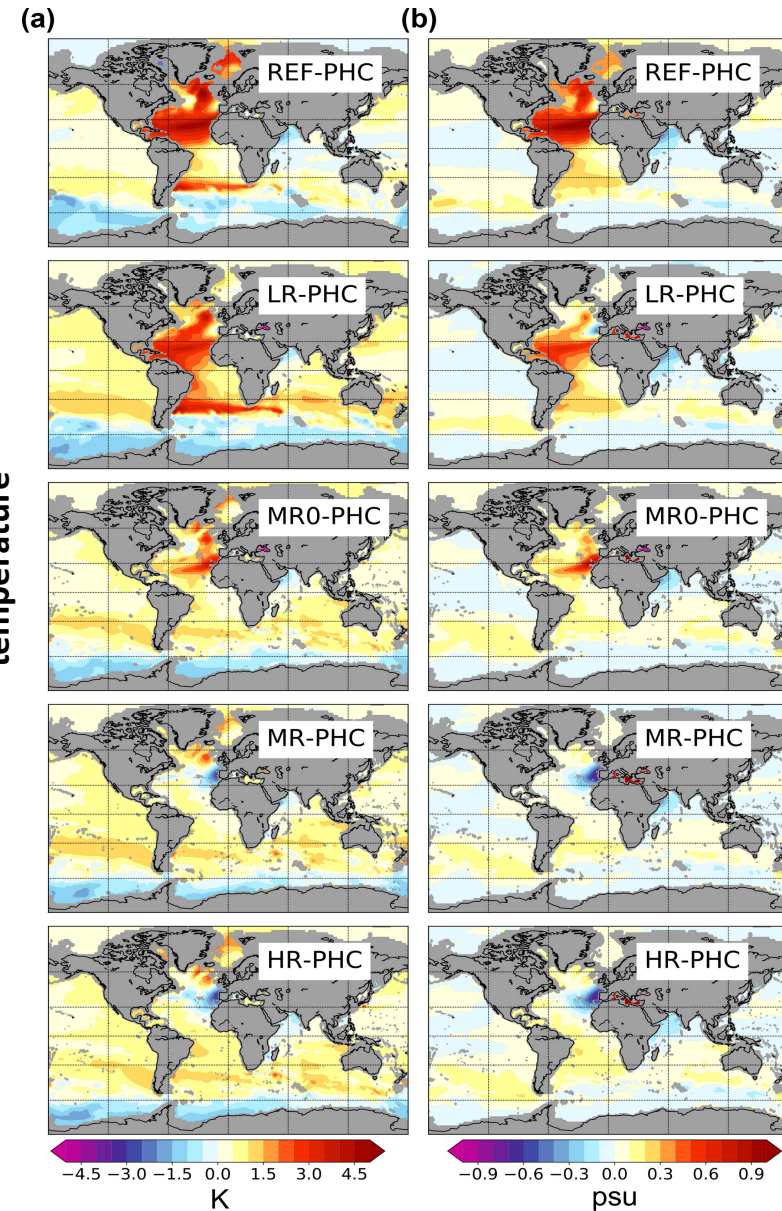 (a) (b)
REF-PHC REF-PHC
LR-PHC LR-PHC
MR0-PHC MR0-PHC
temperature
MR-PHC MR-PHC
HR-PHC HR-PHC
−4.5 −3.0 −1.5 0.0 1.5 3.0 4.5 −0.9 −0.6 −0.3 0.0 0.3 0.6 0.9
K psu